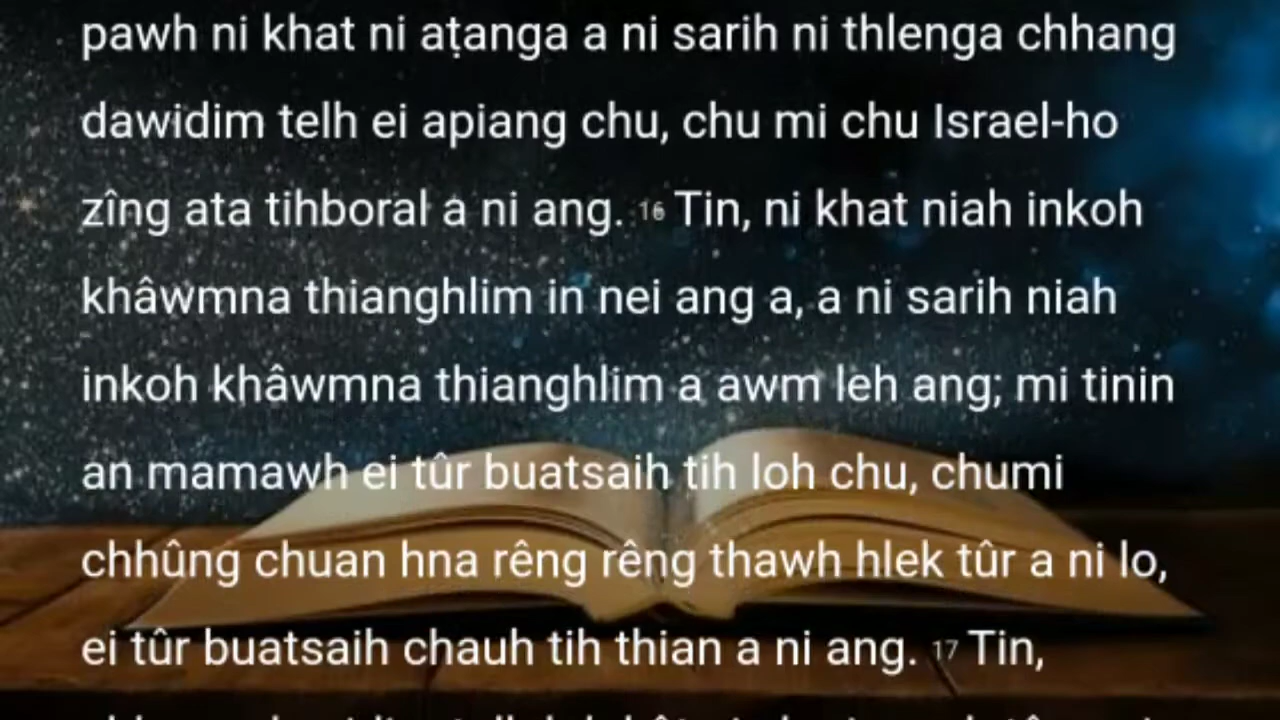 pawh ni khat ni aṭanga a ni sarih ni thlenga chhang
dawidim telh ei apiang chu, chu mi chu Israel-ho
zîng ata tihboral a ni ang. 16 Tin, ni khat niah inkoh
khâwmna thianghlim in nei ang a, a ni sarih niah
inkoh khâwmna thianghlim a awm leh ang; mi tinin
an mamawh ei tûr buatsaih tih loh chu, chumi
chhûng chuan hna rêng rêng thawh hlek tûr a ni lo,
ei tûr buatsaih chauh tih thian a ni ang. 17 Tin,